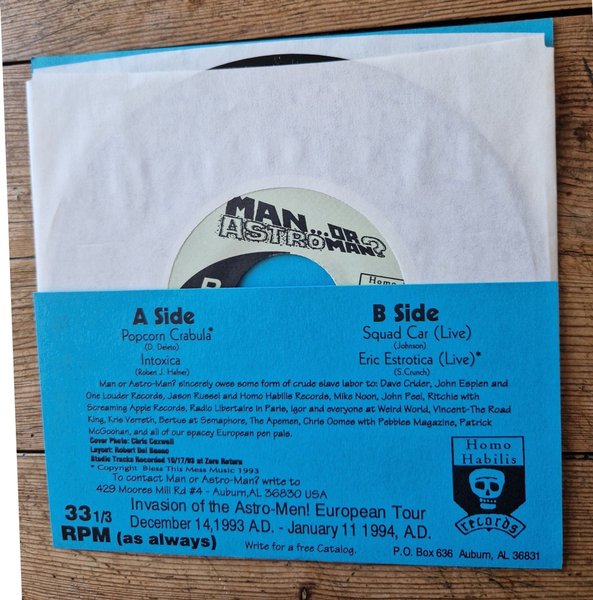 MAN...OR
ASTROMAN?
Homo
A Side
Popcorn Crabula*
(D. Deleto)
Intoxica
(Robert J. Hafner)
B Side
Squad Car (Live)
(Johnson)
Eric Estrotica (Live)*
(S.Crunch)
Man or Astro-Man? sincerely owes some form of crude slave labor to: Dave Crider, John Espien and
One Louder Records, Jason Ruesel and Homo Habilis Records, Mike Noon, John Peel, Ritchie with
Screaming Apple Records, Radio Libertaire in Paris, Igor and everyone at Weird World, Vincent-The Road
King, Kris Verreth, Bertus at Semaphore, The Apemen, Chris Oomes with Pebbles Magazine, Patrick
McGoohan, and all of our spacey European pen pals.
Cover Photo: Chris Caxwell
Layout: Robert Del Bueno
Studio Tracks Recorded 10/17/93 at Zero Return
* Copyright Bless This Mess Music 1993
To contact Man or Astro-Man? write to
429 Moores Mill Rd #4 - Auburn,AL 36830 USA
Homo
Habilis
records
33 1/3
RPM (as always)
Invasion of the Astro-Men! European Tour
December 14,1993 A.D. - January 11 1994, A.D.
Write for a free Catalog.
P.O. Box 636 Auburn, AL 36831